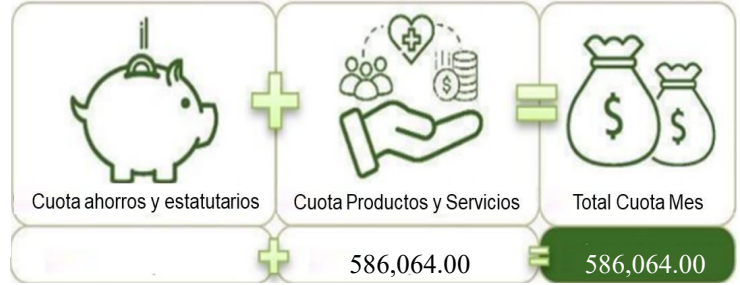 Cuota ahorros y estatutarios
Cuota Productos y Servicios
Total Cuota Mes
586,064.00
586,064.00